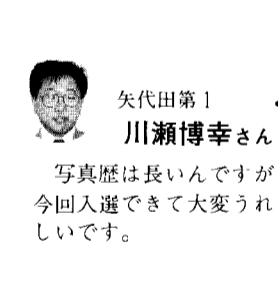 矢代田第1
川瀬博幸さん
写真歴は長いんですが
今回入選できて大変うれ
しいです。